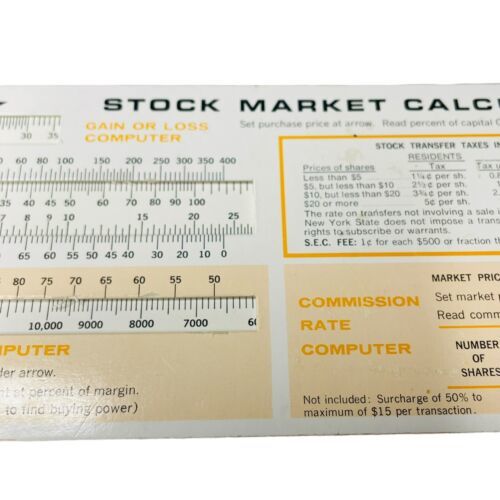 STOCK MARKET CALC
GAIN OR LOSS
COMPUTER
Set purchase price at arrow. Read percent of capital
30 35
60 80 100 150 200 250 300 350 400
30 40 50 60 70 80 90 100
7 8 9 10 15 20 25
65 60 55 50 45 40 30 20 10 0
STOCK TRANSFER TAXES IN
RESIDENTS
Prices of shares Tax Tax
Less than $5 1¼¢ per sh.
$5, but less than $10 2½¢ per sh.
$10, but less than $20 3¾¢ per sh.
$20 or more 5¢ per sh.
The rate on transfers not involving a sale
New York State does not impose a trans
rights to subscribe or warrants.
S.E.C. FEE: 1¢ for each $500 or fraction th
80 75 70 65 60 55 50
10,000 9000 8000 7000
PUTER
der arrow.
at percent of margin.
to find buying power)
COMMISSION
RATE
COMPUTER
MARKET PRIC
Set market
Read comm
NUMBER
OF
SHARES
Not included: Surcharge of 50% to
maximum of $15 per transaction.